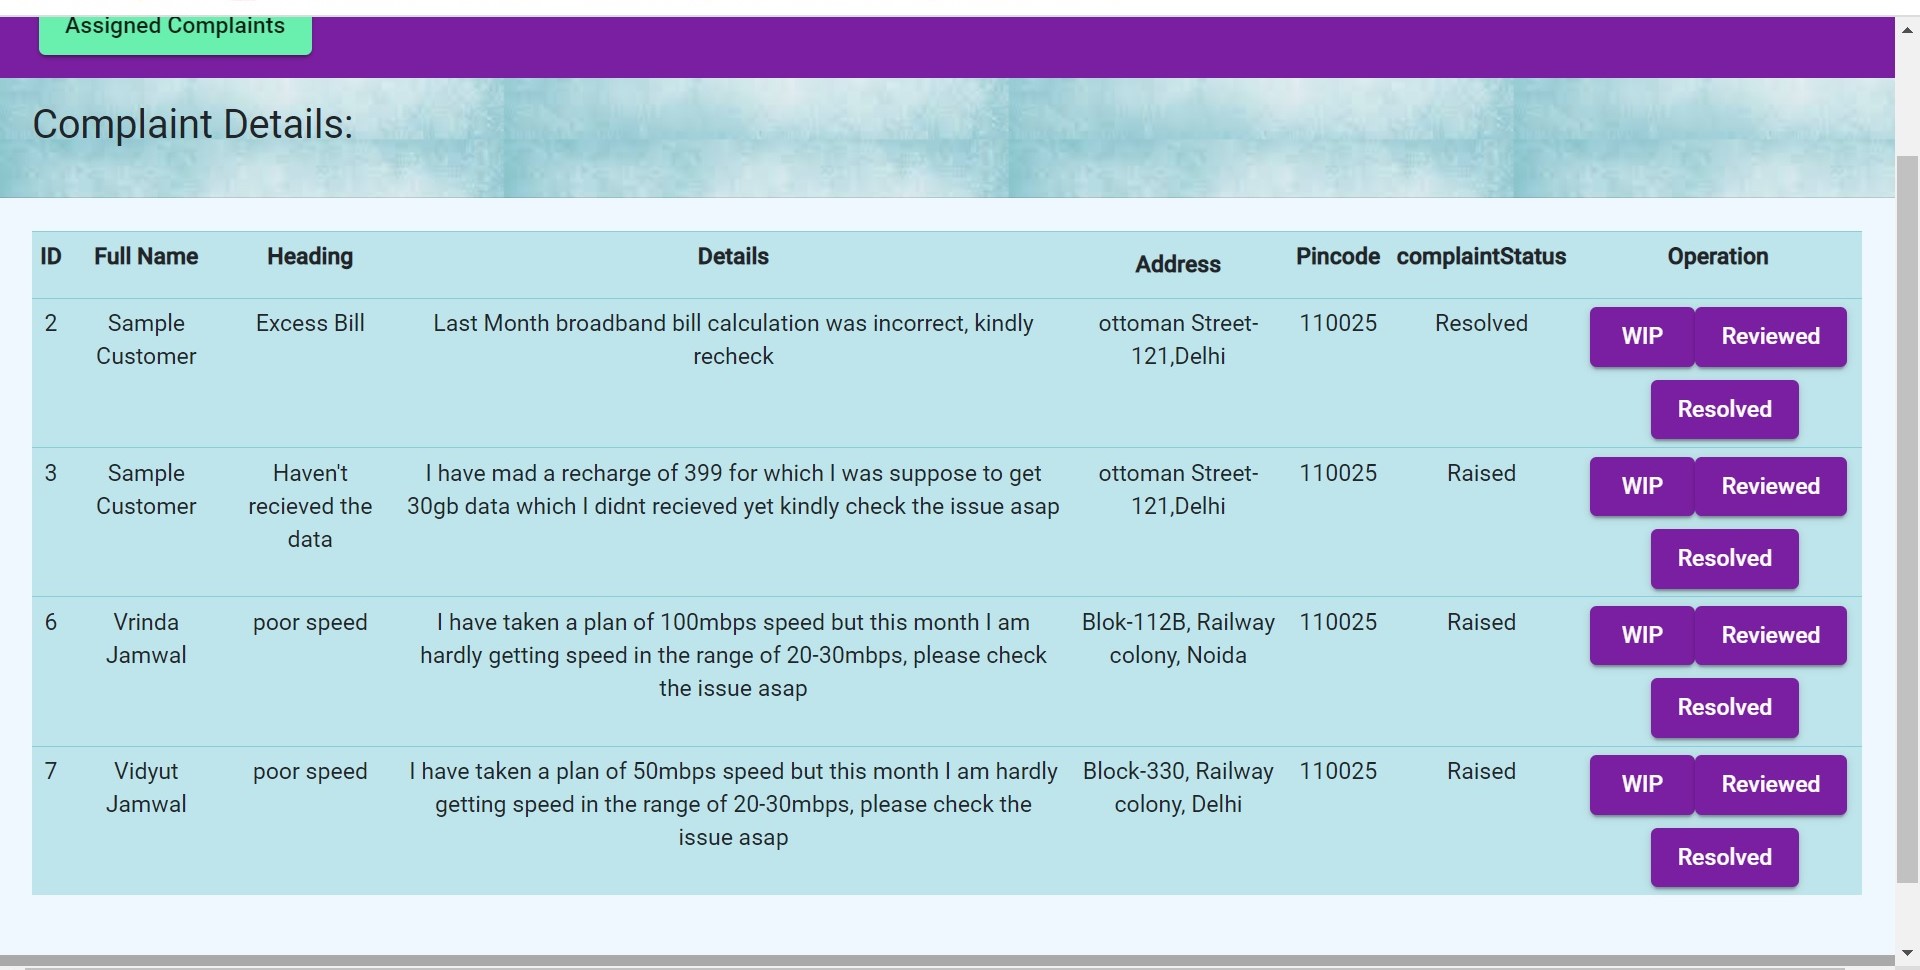 Assigned Complaints
Complaint Details:
ID Full Name Heading Details Address Pincode complaintStatus Operation
2 Sample Excess Bill Last Month broadband bill calculation was incorrect, kindly ottoman Street- 110025 Resolved WIP Reviewed
Customer recheck 121,Delhi
Resolved
3 Sample Haven't I have mad a recharge of 399 for which I was suppose to get ottoman Street- 110025 Raised WIP Reviewed
Customer recieved the 30gb data which I didnt recieved yet kindly check the issue asap 121,Delhi
data Resolved
6 Vrinda poor speed I have taken a plan of 100mbps speed but this month I am Blok-112B, Railway 110025 Raised WIP Reviewed
Jamwal hardly getting speed in the range of 20-30mbps, please check colony, Noida
the issue asap Resolved
7 Vidyut poor speed I have taken a plan of 50mbps speed but this month I am hardly Block-330, Railway 110025 Raised WIP Reviewed
Jamwal getting speed in the range of 20-30mbps, please check the colony, Delhi
issue asap Resolved